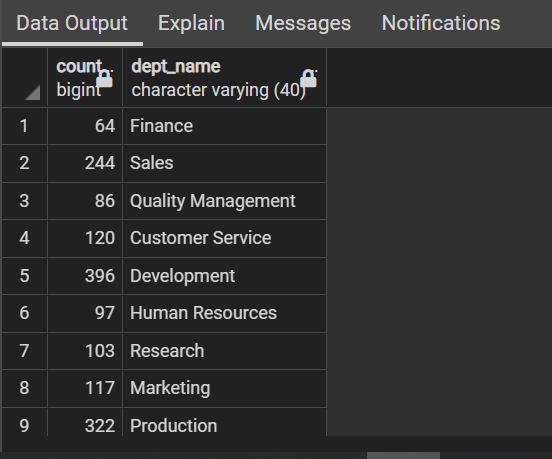 Data Output Explain Messages Notifications
count dept_name
bigint character varying (40)
1 64 Finance
2 244 Sales
3 86 Quality Management
4 120 Customer Service
5 396 Development
6 97 Human Resources
7 103 Research
8 117 Marketing
9 322 Production